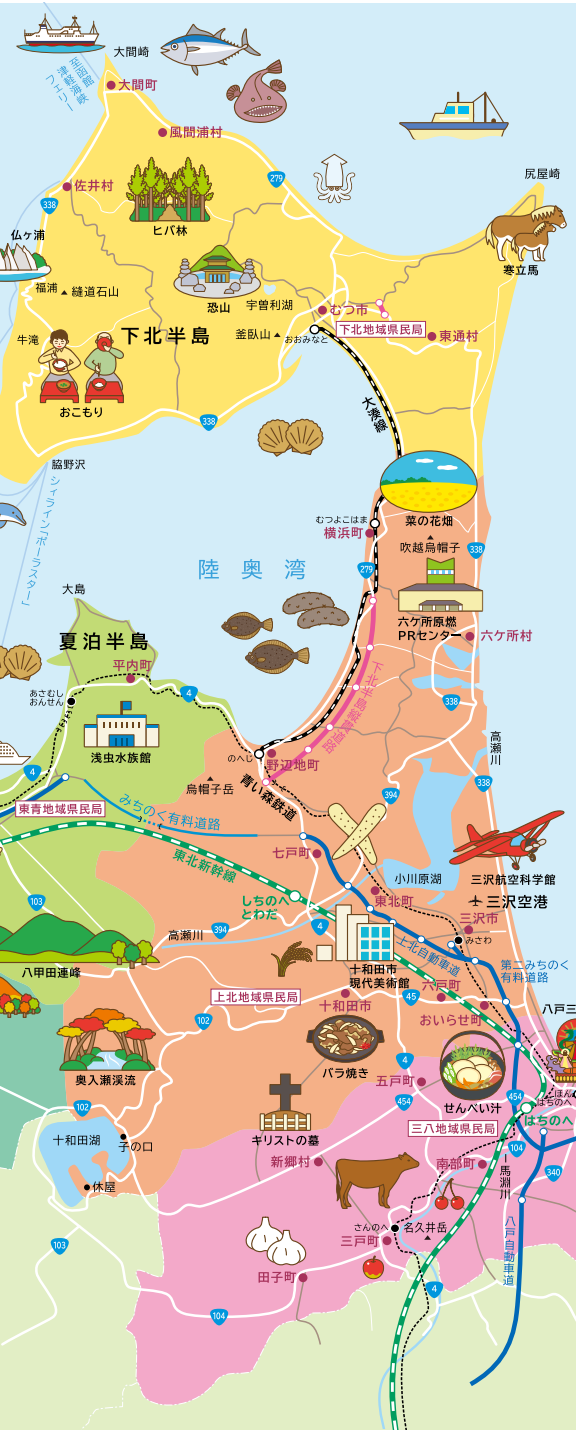 大間崎
至函館
津軽海峡
フェリー
大間町
風間浦村
279
佐井村
338
尻屋崎
ヒバ林
仏ヶ浦
寒立馬
福浦
縫道石山
恐山
宇曽利湖
むつ市
下北半島
釜臥山
おおみなと
下北地域県民局
東通村
牛滝
おこもり
338
大湊線
脇野沢
シィライン「ポーラスター」
菜の花畑
むつよこはま
横浜町
吹越烏帽子
338
279
陸奥湾
大島
六ケ所原燃
PRセンター
六ケ所村
夏泊半島
平内町
あさむし
おんせん
4
下北半島縦貫道路
338
浅虫水族館
高瀬川
のへじ
野辺地町
4
烏帽子岳
青い森鉄道
338
394
東青地域県民局
みちのく有料道路
七戸町
東北新幹線
小川原湖
三沢航空科学館
しちのへ
とわだ
東北町
三沢空港
103
4
三沢市
高瀬川
394
みさわ
上北自動車道
八甲田連峰
十和田市
現代美術館
第二みちのく
有料道路
上北地域県民局
六戸町
十和田市
45
おいらせ町
八戸三
102
奥入瀬渓流
バラ焼き
4
五戸町
454
454
せんべい汁
ほん
はちのへ
102
キリストの墓
はちのへ
三八地域県民局
十和田湖
子の口
104
新郷村
南部町
340
馬淵川
休屋
さんのへ
名久井岳
三戸町
八戸自動車道
103
田子町
4
104